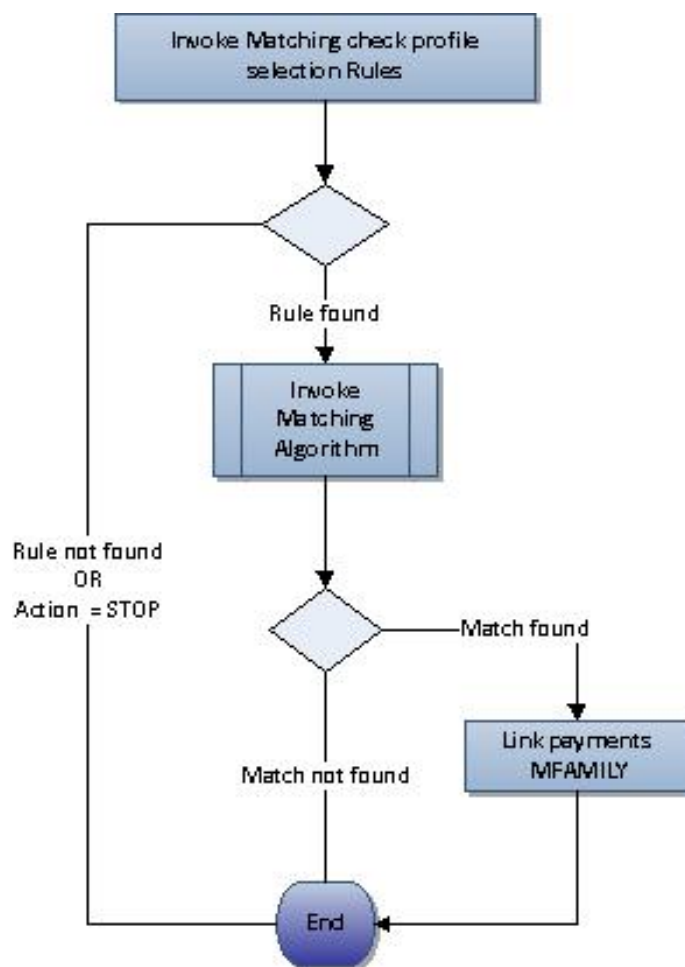 Invoke Matching check profile
selection Rules
Rule found
Invoke
Matching
Algorithm
Rule not found
OR
Action = STOP
Match found
Link payments
MFAMILY
Match not found
End